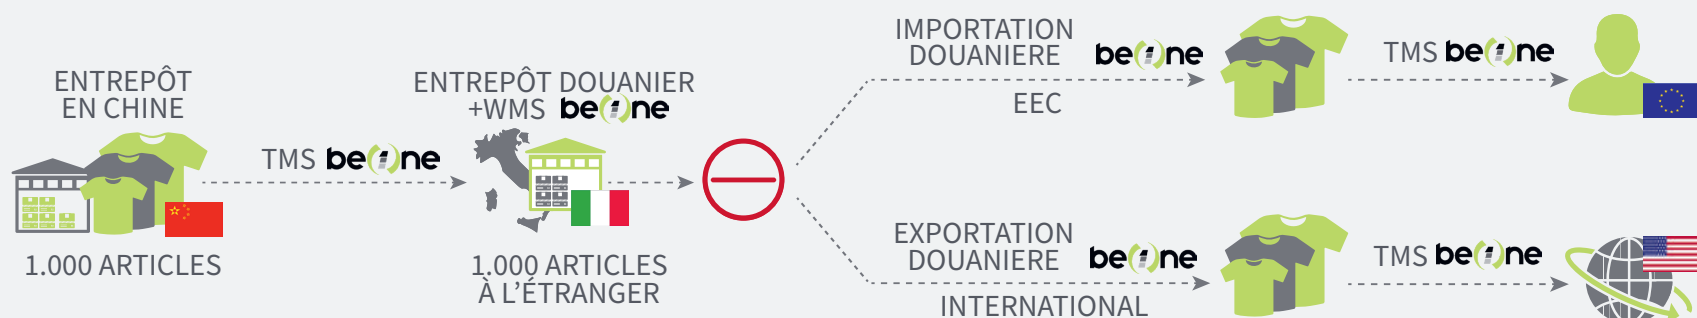 ENTREPÔT
EN CHINE
1.000 ARTICLES
TMS beone
ENTREPÔT DOUANIER
+WMS beone
1.000 ARTICLES
À L’ÉTRANGER
IMPORTATION
DOUANIERE
beone
EEC
TMS beone
EXPORTATION
DOUANIERE
beone
INTERNATIONAL
TMS beone